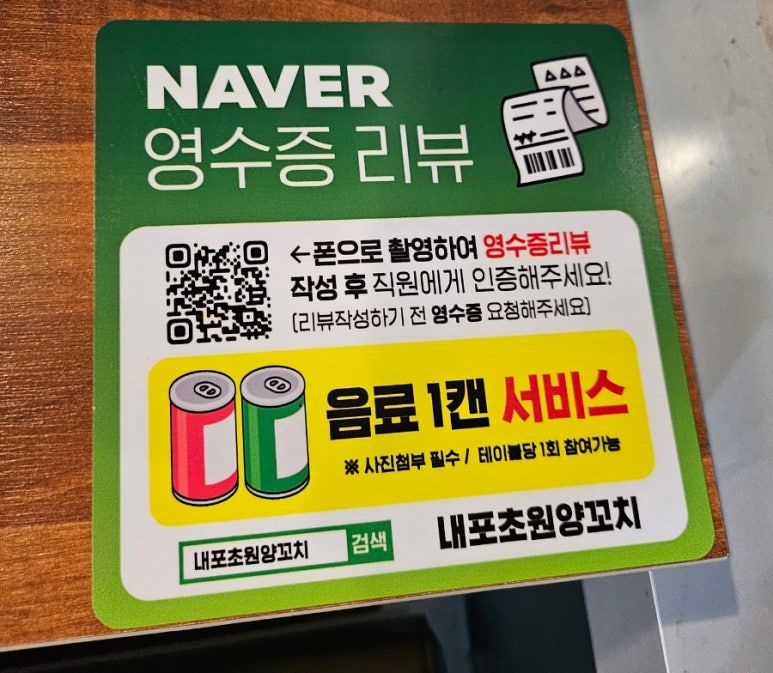 NAVER
영수증 리뷰
←폰으로 촬영하여 영수증리뷰
작성 후 직원에게 인증해주세요!
(리뷰작성하기 전 영수증 요청해주세요)
음료 1캔 서비스
※ 사진첨부 필수 / 테이블당 1회 참여가능
내포초원양꼬치 검색
내포초원양꼬치